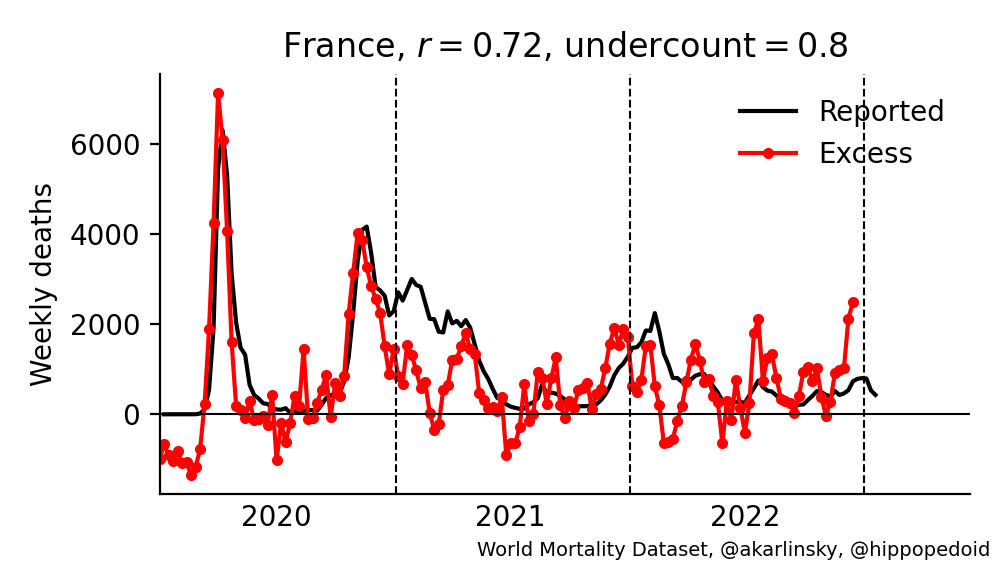 France, r = 0.72, undercount = 0.8
Reported
Excess
Weekly deaths
6000
4000
2000
0
2020 2021 2022
World Mortality Dataset, @akarlinsky, @hippopedoid